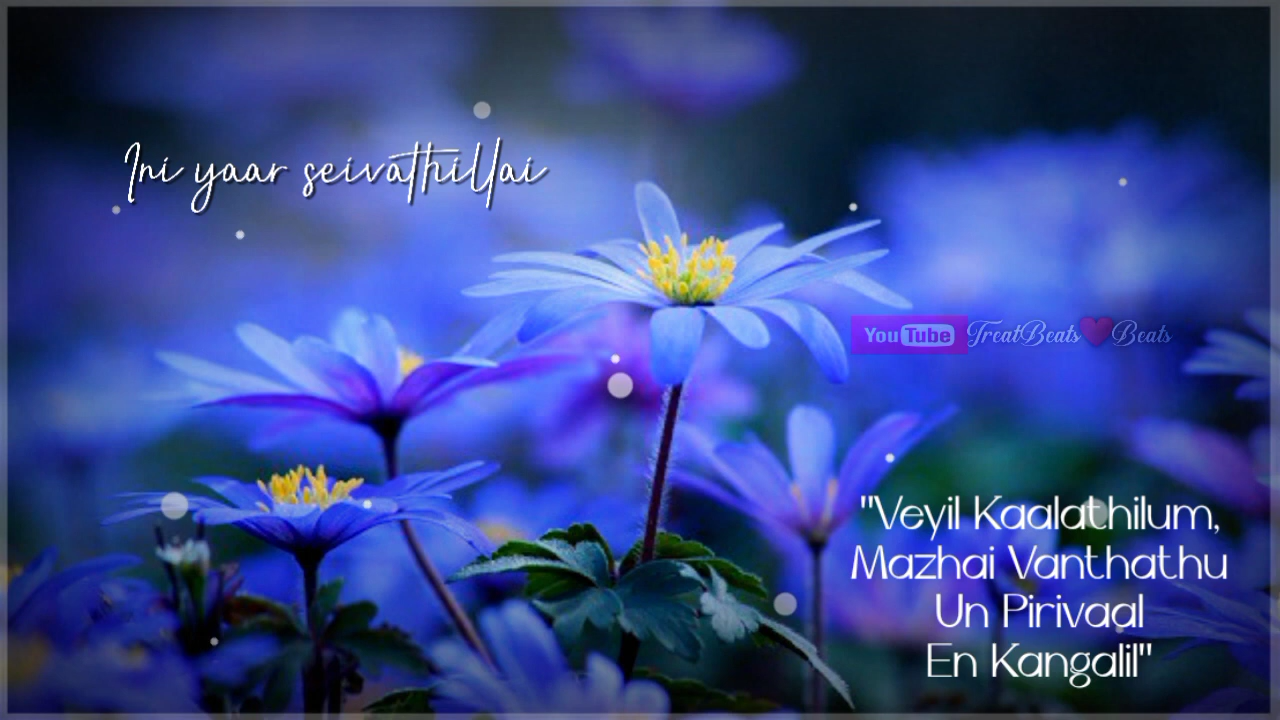 Ini yaar seivathillai
YouTube TreatBeats❤️Beats
"Veyil Kaalathilum,
Mazhai Vanthathu
Un Pirivaal
En Kangalil"